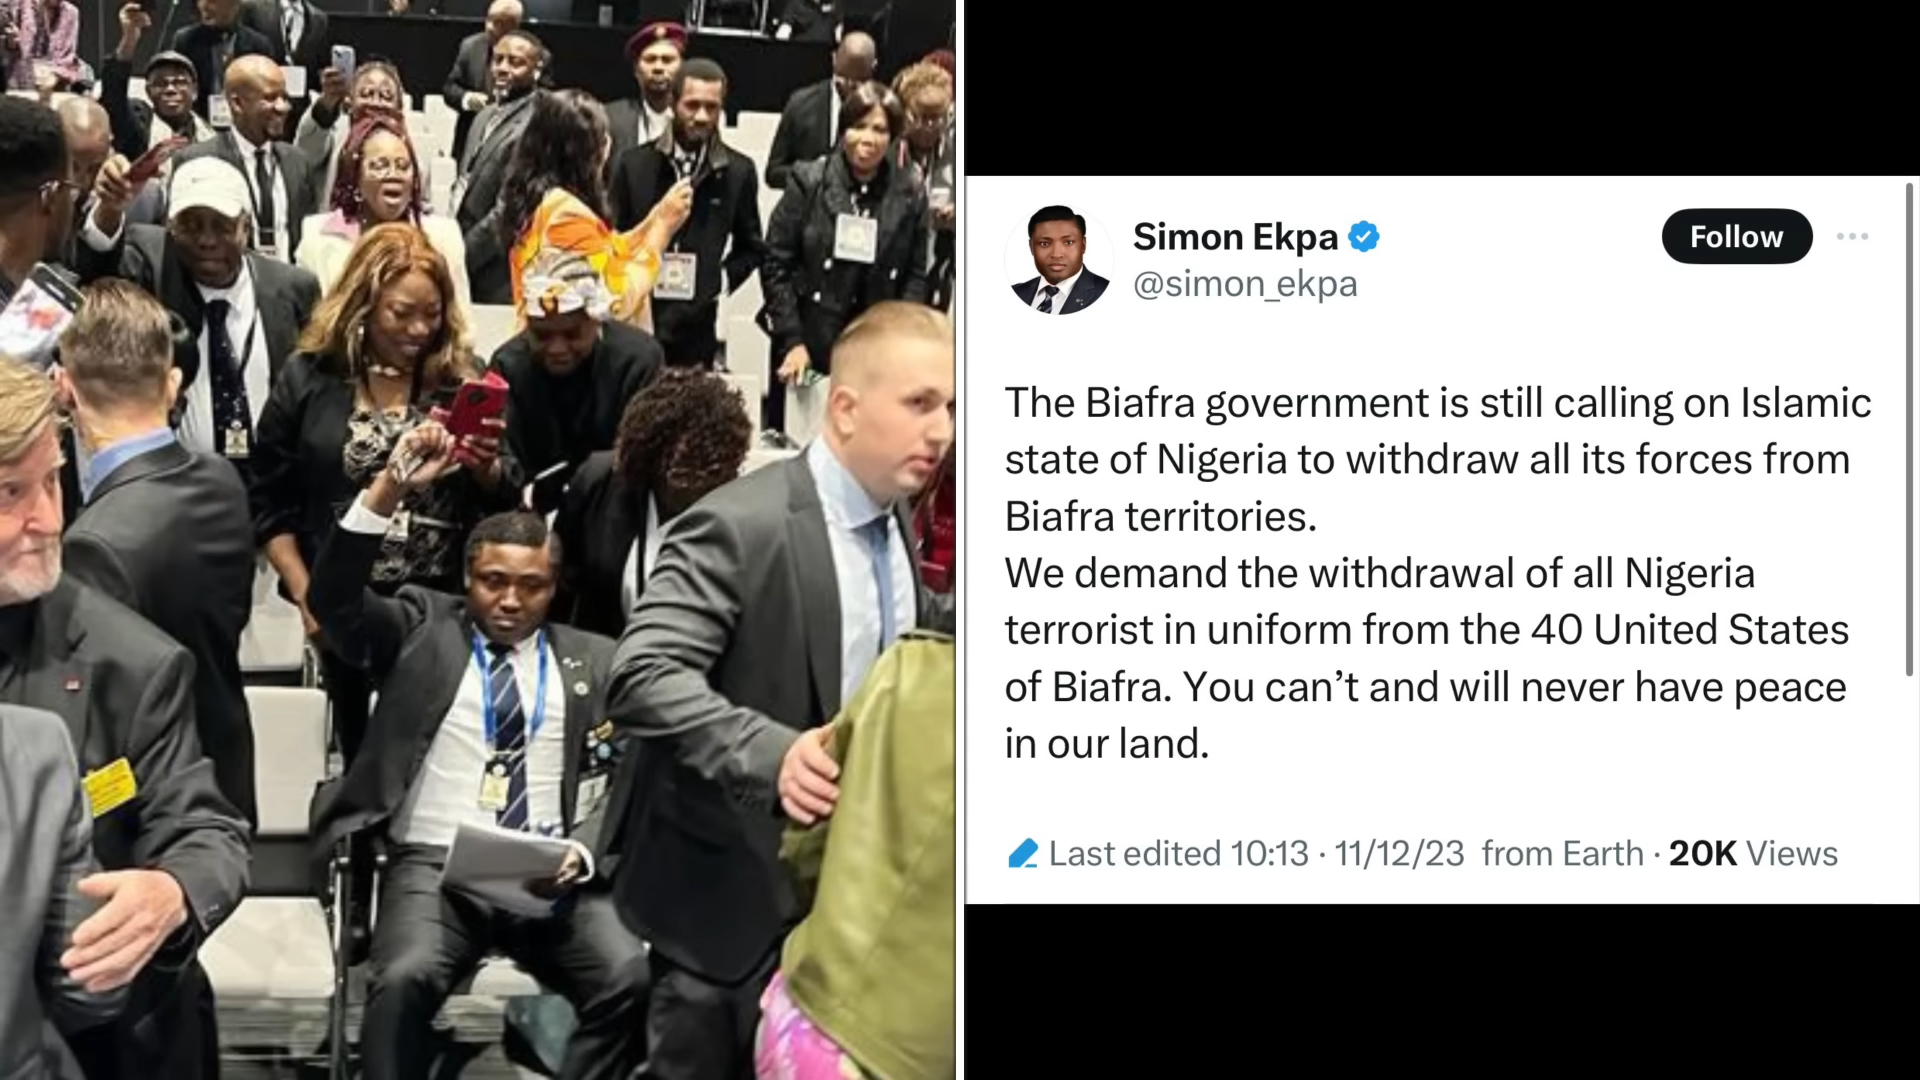 Simon Ekpa
Follow
@simon_ekpa
The Biafra government is still calling on Islamic
state of Nigeria to withdraw all its forces from
Biafra territories.
We demand the withdrawal of all Nigeria
terrorist in uniform from the 40 United States
of Biafra. You can’t and will never have peace
in our land.
Last edited 10:13 · 11/12/23 from Earth · 20K Views